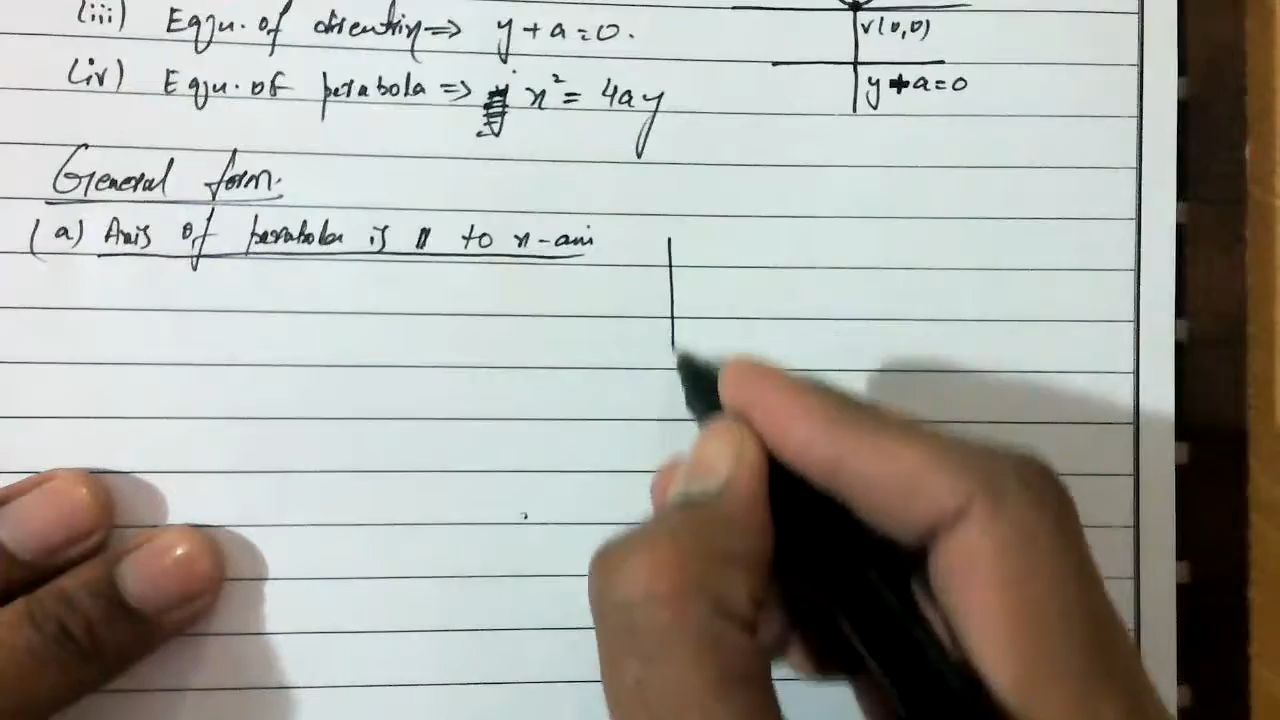 (iii) Eqn. of directrix ⇒ y + a = 0.
(iv) Eqn. of parabola ⇒ x² = 4ay
V(0,0)
y + a = 0
General form.
(a) Axis of parabola is || to x-axis